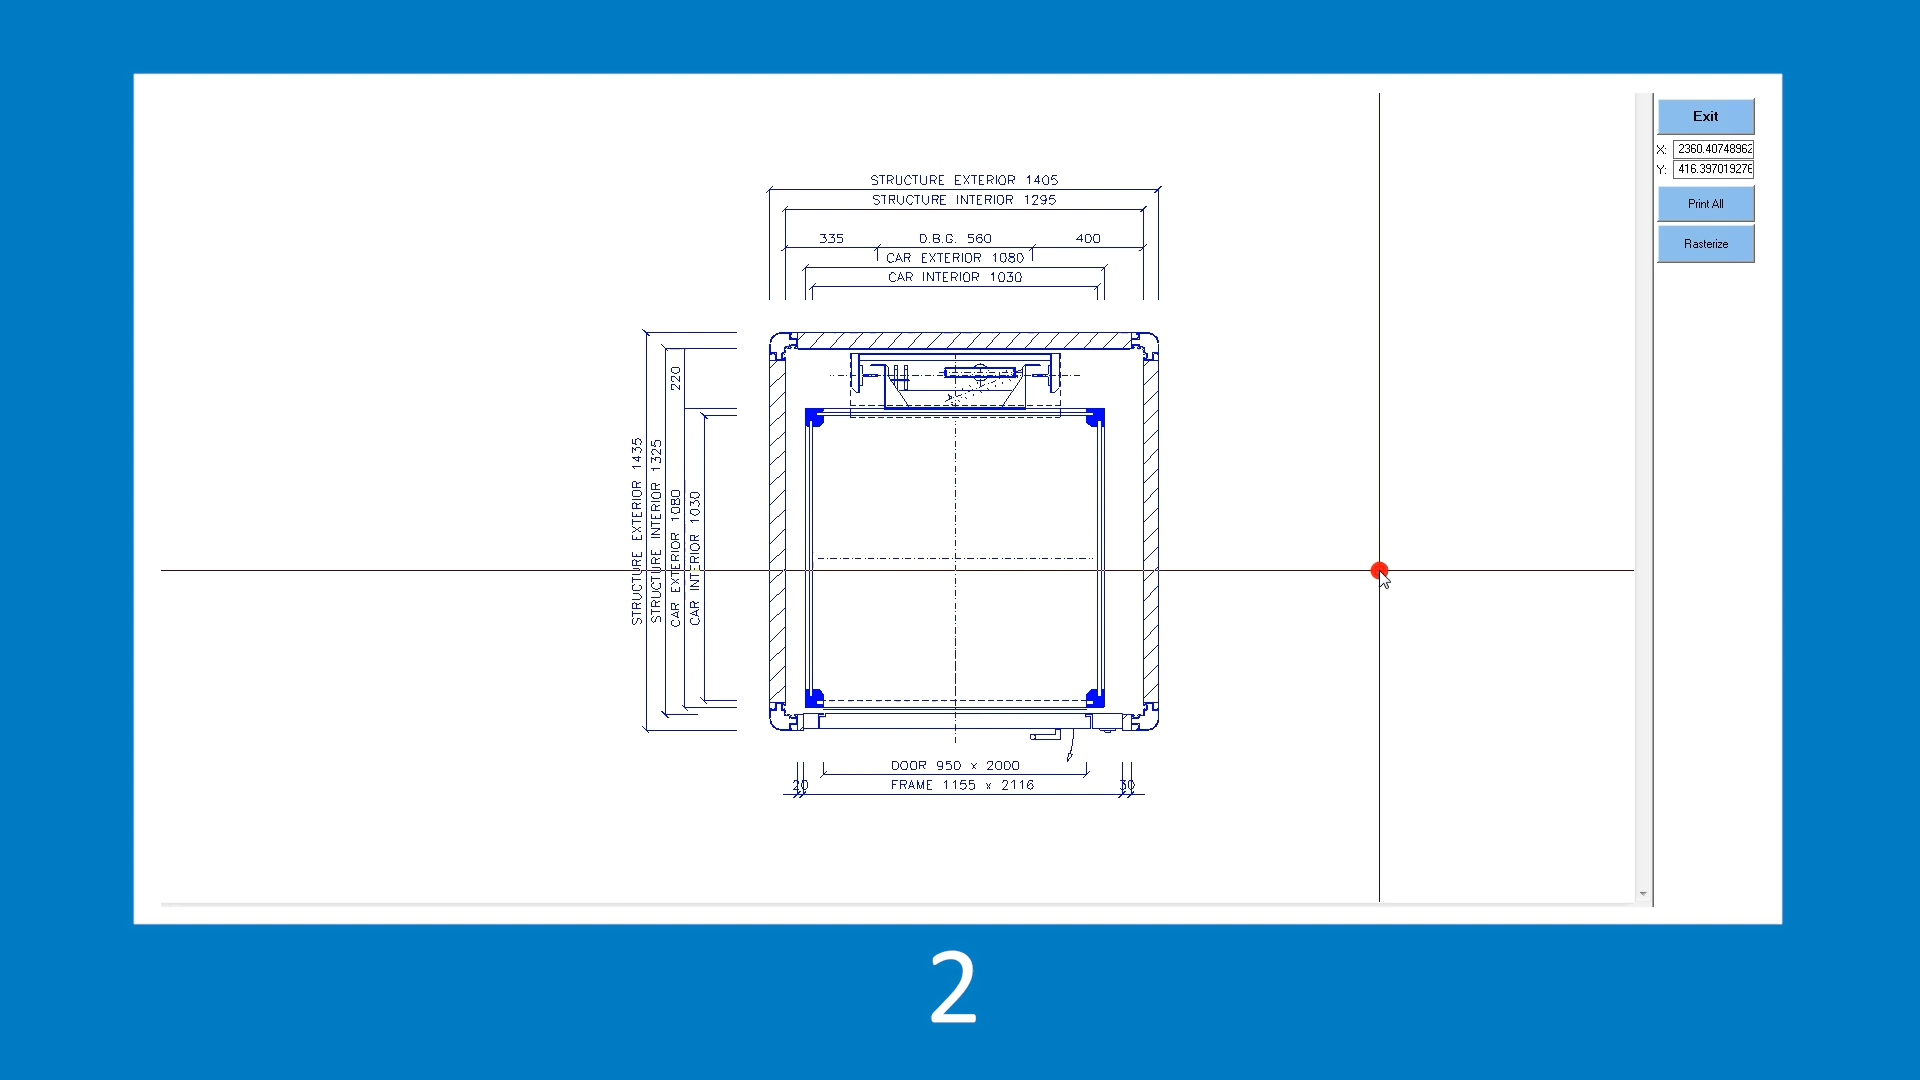 Exit
X: 2360.40748962
Y: 416.397019276
Print All
Rasterize
STRUCTURE EXTERIOR 1405
STRUCTURE INTERIOR 1295
335 D.B.G. 560 400
CAR EXTERIOR 1080
CAR INTERIOR 1030
STRUCTURE EXTERIOR 1435
STRUCTURE INTERIOR 1325
220
CAR EXTERIOR 1080
CAR INTERIOR 1030
DOOR 950 x 2000
20 FRAME 1155 x 2116 30
2